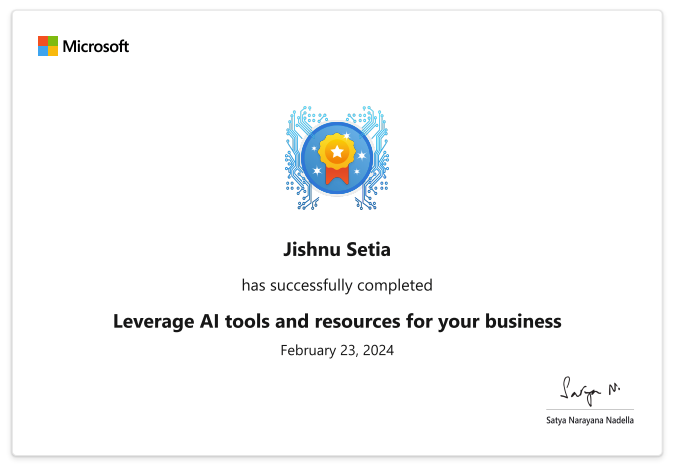 Microsoft
Jishnu Setia
has successfully completed
Leverage AI tools and resources for your business
February 23, 2024
Satya N.
Satya Narayana Nadella